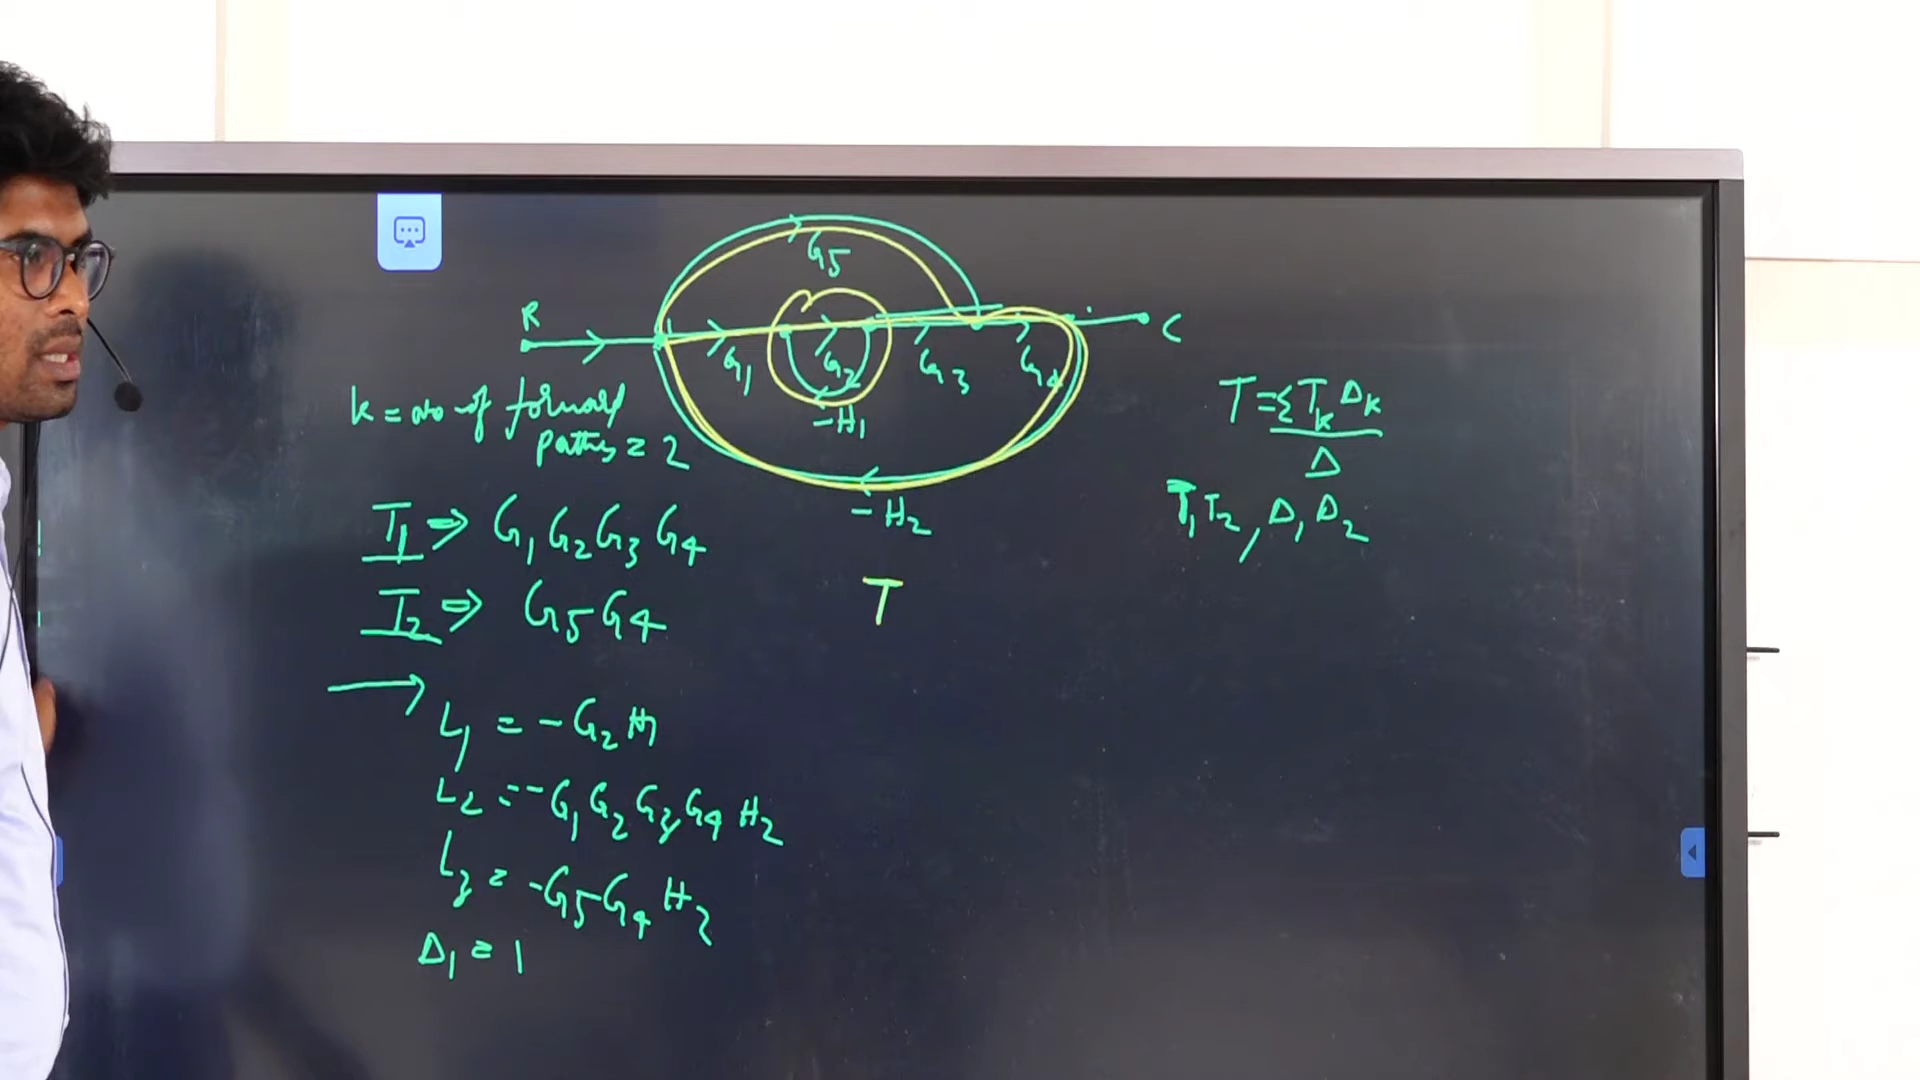 G5
R
C
G1
G2
G3
G4
-H1
-H2
k = no of forward
paths = 2
T = Σ Tk Δk
Δ
T1 T2, Δ1 Δ2
T1 ⇒ G1 G2 G3 G4
T2 ⇒ G5 G4
T
→
L1 = - G2 H1
L2 = - G1 G2 G3 G4 H2
L3 = - G5 G4 H2
Δ1 = 1